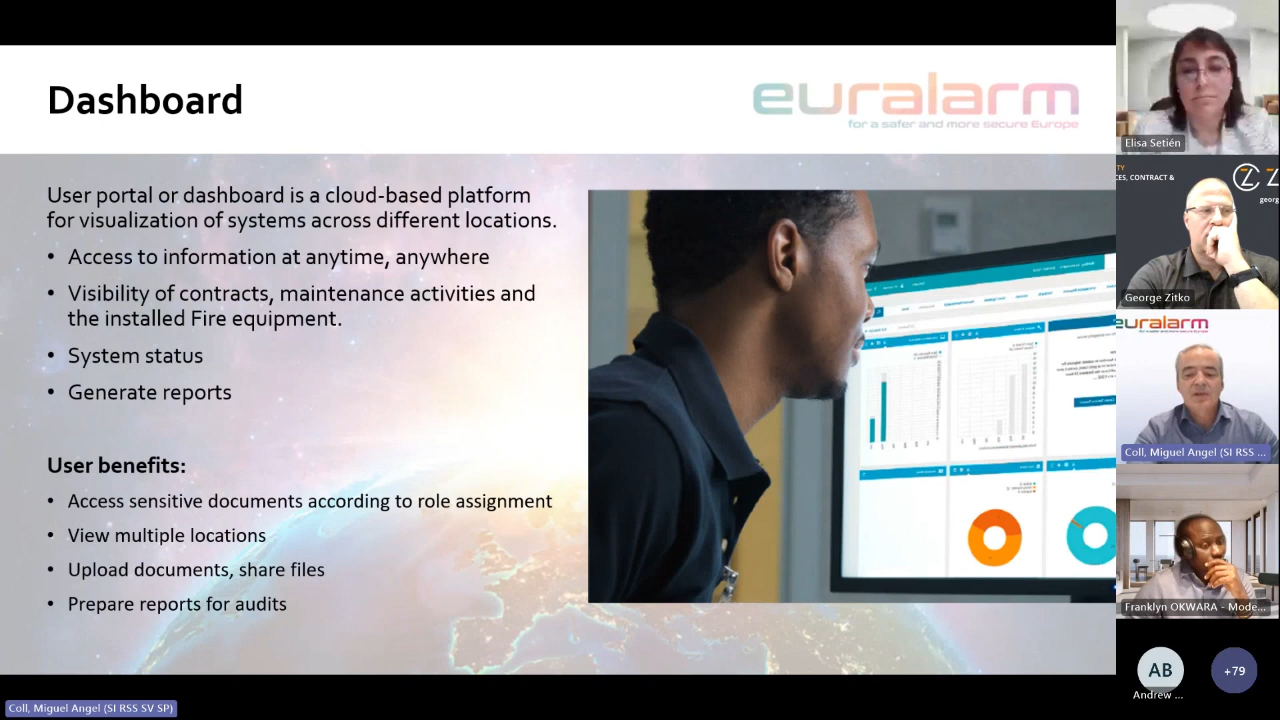 Dashboard
euralarm
for a safer and more secure Europe
User portal or dashboard is a cloud-based platform
for visualization of systems across different locations.
• Access to information at anytime, anywhere
• Visibility of contracts, maintenance activities and
the installed Fire equipment.
• System status
• Generate reports
User benefits:
• Access sensitive documents according to role assignment
• View multiple locations
• Upload documents, share files
• Prepare reports for audits
Coll, Miguel Angel (SI RSS SV SP)
Elisa Setién
CES, CONTRACT &
georg
George Zitko
euralarm
Coll, Miguel Angel (SI RSS ...
Franklyn OKWARA - Mode...
AB
+79
Andrew ...